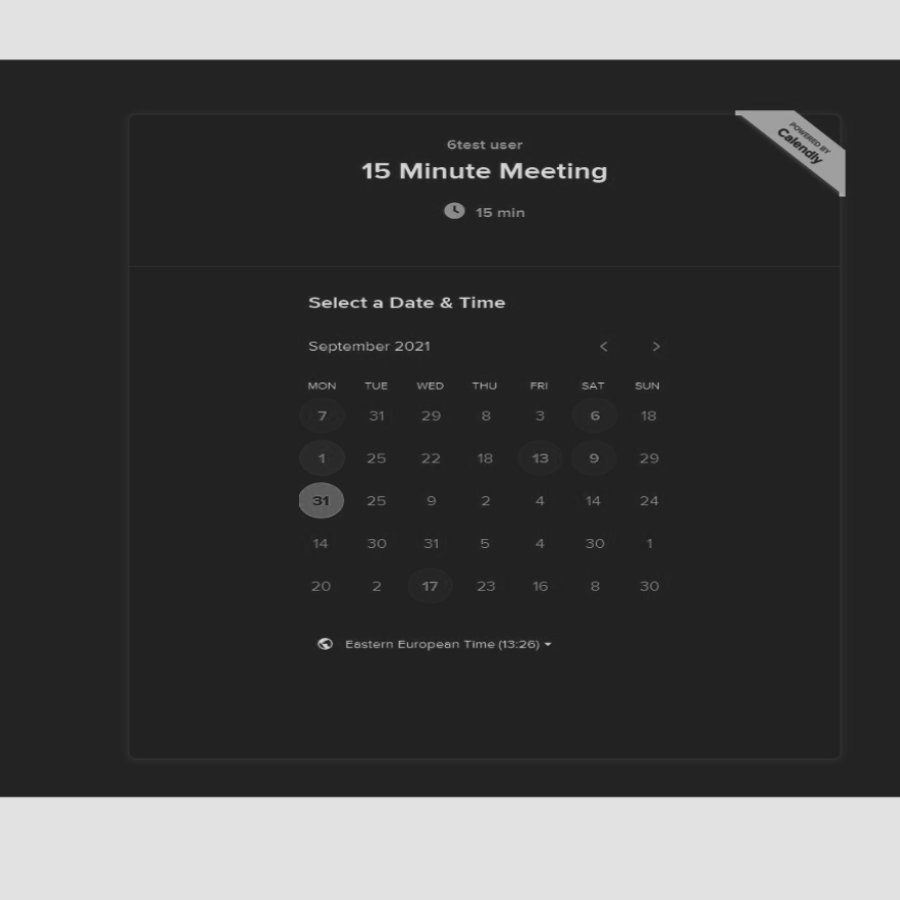 POWERED BY
Calendly
6test user
15 Minute Meeting
15 min
Select a Date & Time
September 2021 < >
MON TUE WED THU FRI SAT SUN
7 31 29 8 3 6 18
1 25 22 18 13 9 29
31 25 9 2 4 14 24
14 30 31 5 4 30 1
20 2 17 23 16 8 30
Eastern European Time (13:26)